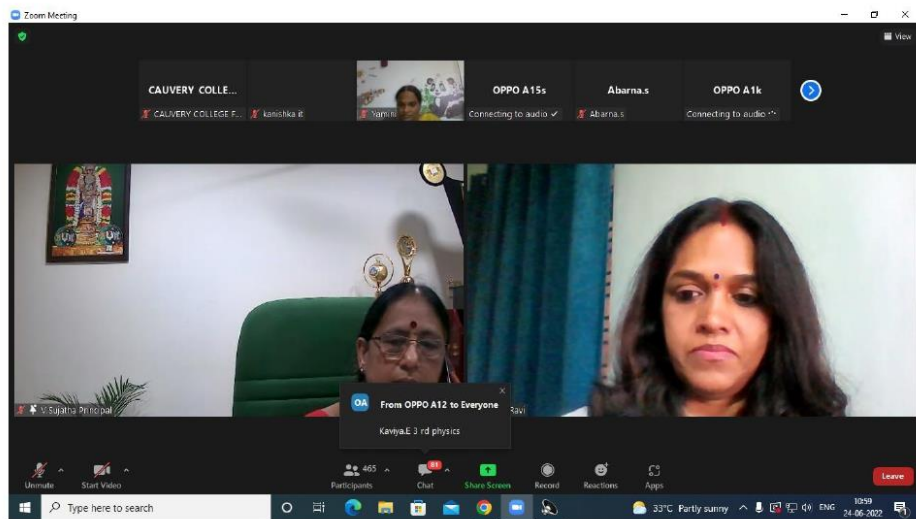 Zoom Meeting
View
CAUVERY COLLE...
OPPO A15s
Abarna.s
OPPO A1k
CAUVERY COLLEGE F...
kanishka it
Yamini
Connecting to audio
Abarna.s
Connecting to audio
V Sujatha Principal
Ravi
OA
From OPPO A12 to Everyone
Kaviya.E 3 rd physics
465
81
Unmute
Start Video
Participants
Chat
Share Screen
Record
Reactions
Apps
Leave
Type here to search
33°C Partly sunny
ENG
10:59
24-06-2022